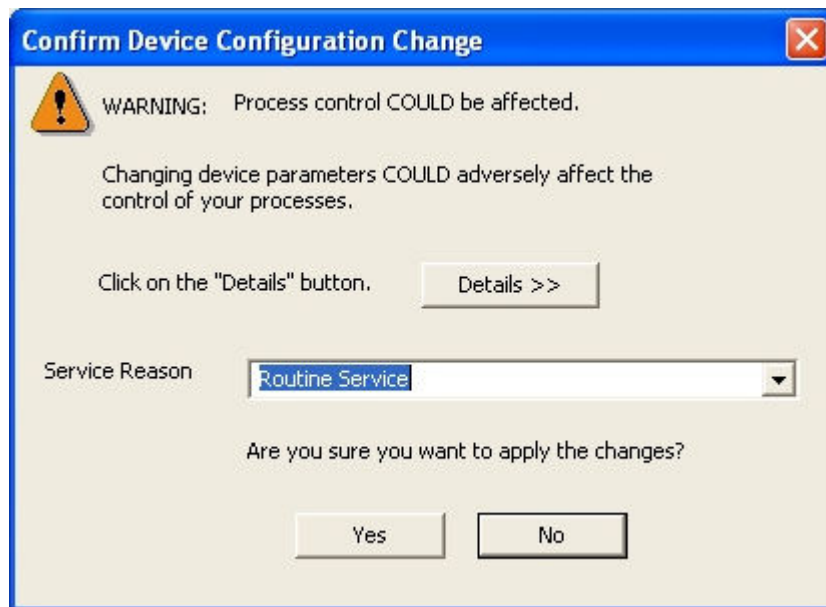 Confirm Device Configuration Change
WARNING: Process control COULD be affected.
Changing device parameters COULD adversely affect the
control of your processes.
Click on the "Details" button. Details >>
Service Reason Routine Service
Are you sure you want to apply the changes?
Yes No